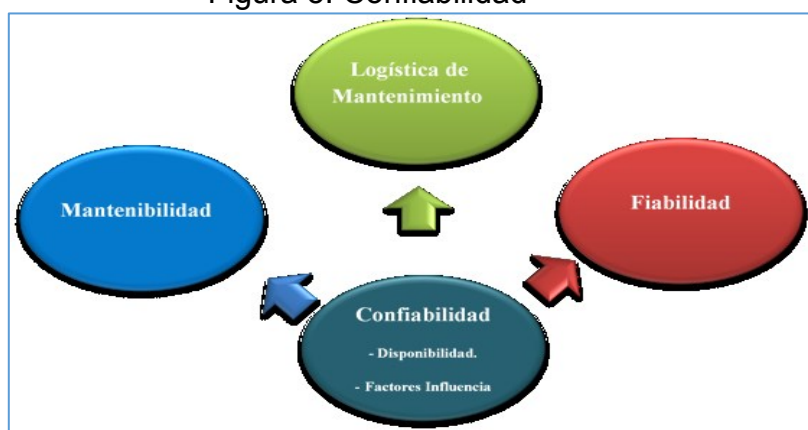 Figura 3. Confiabilidad
Logística de
Mantenimiento
Mantenibilidad
Fiabilidad
Confiabilidad
- Disponibilidad.
- Factores Influencia